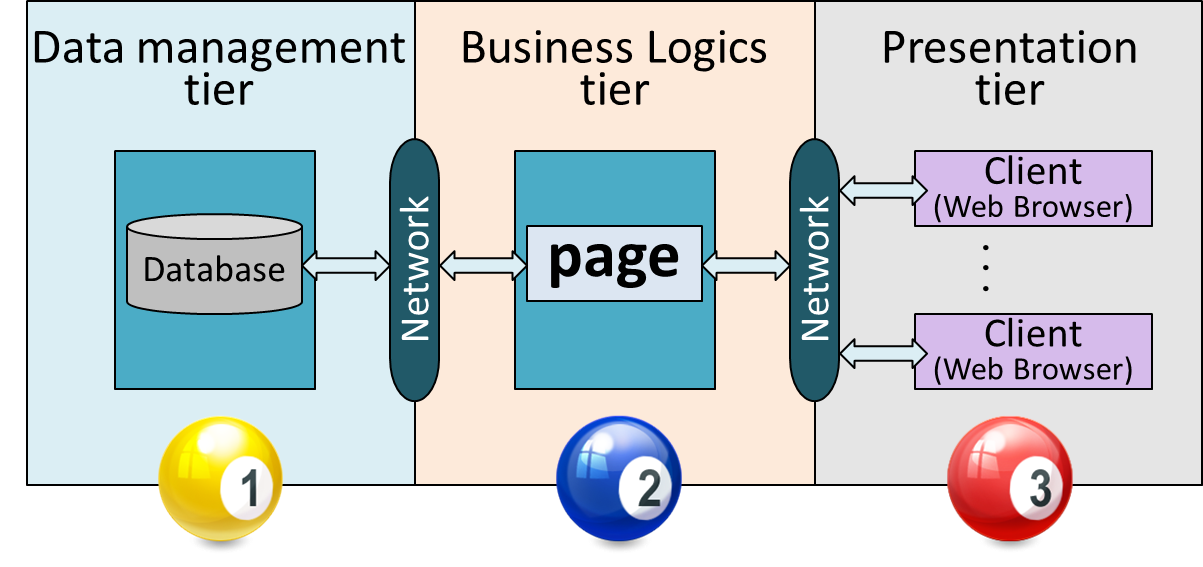 Data management
tier
Business Logics
tier
Presentation
tier
Database
Network
page
Network
Client
(Web Browser)
Client
(Web Browser)
1
2
3